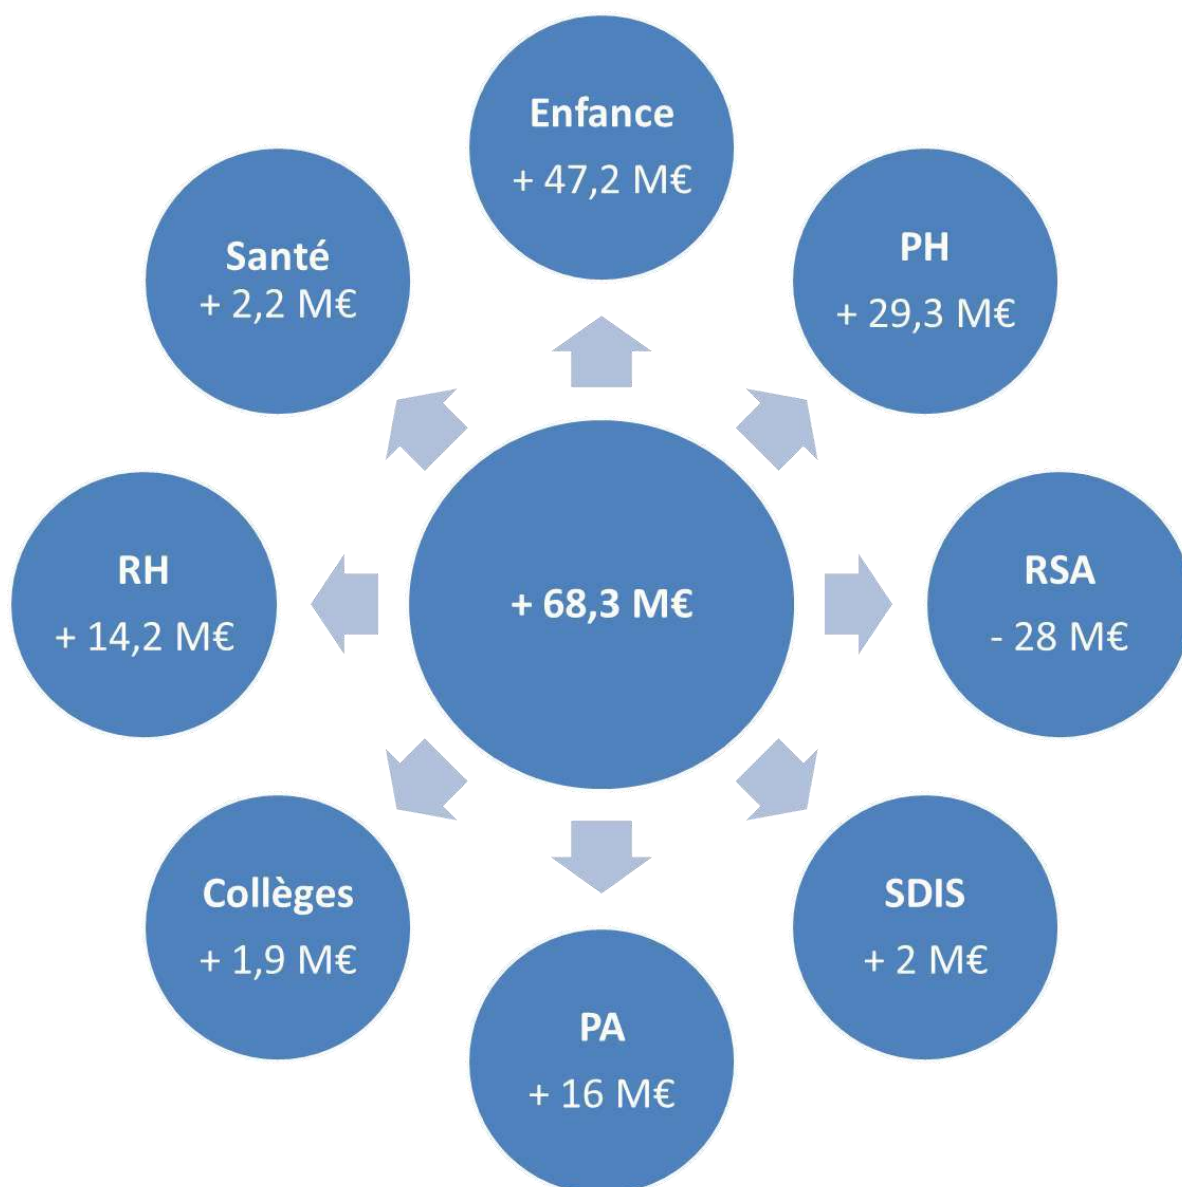 Enfance
+ 47,2 M€
PH
+ 29,3 M€
RSA
- 28 M€
SDIS
+ 2 M€
PA
+ 16 M€
Collèges
+ 1,9 M€
RH
+ 14,2 M€
Santé
+ 2,2 M€
+ 68,3 M€